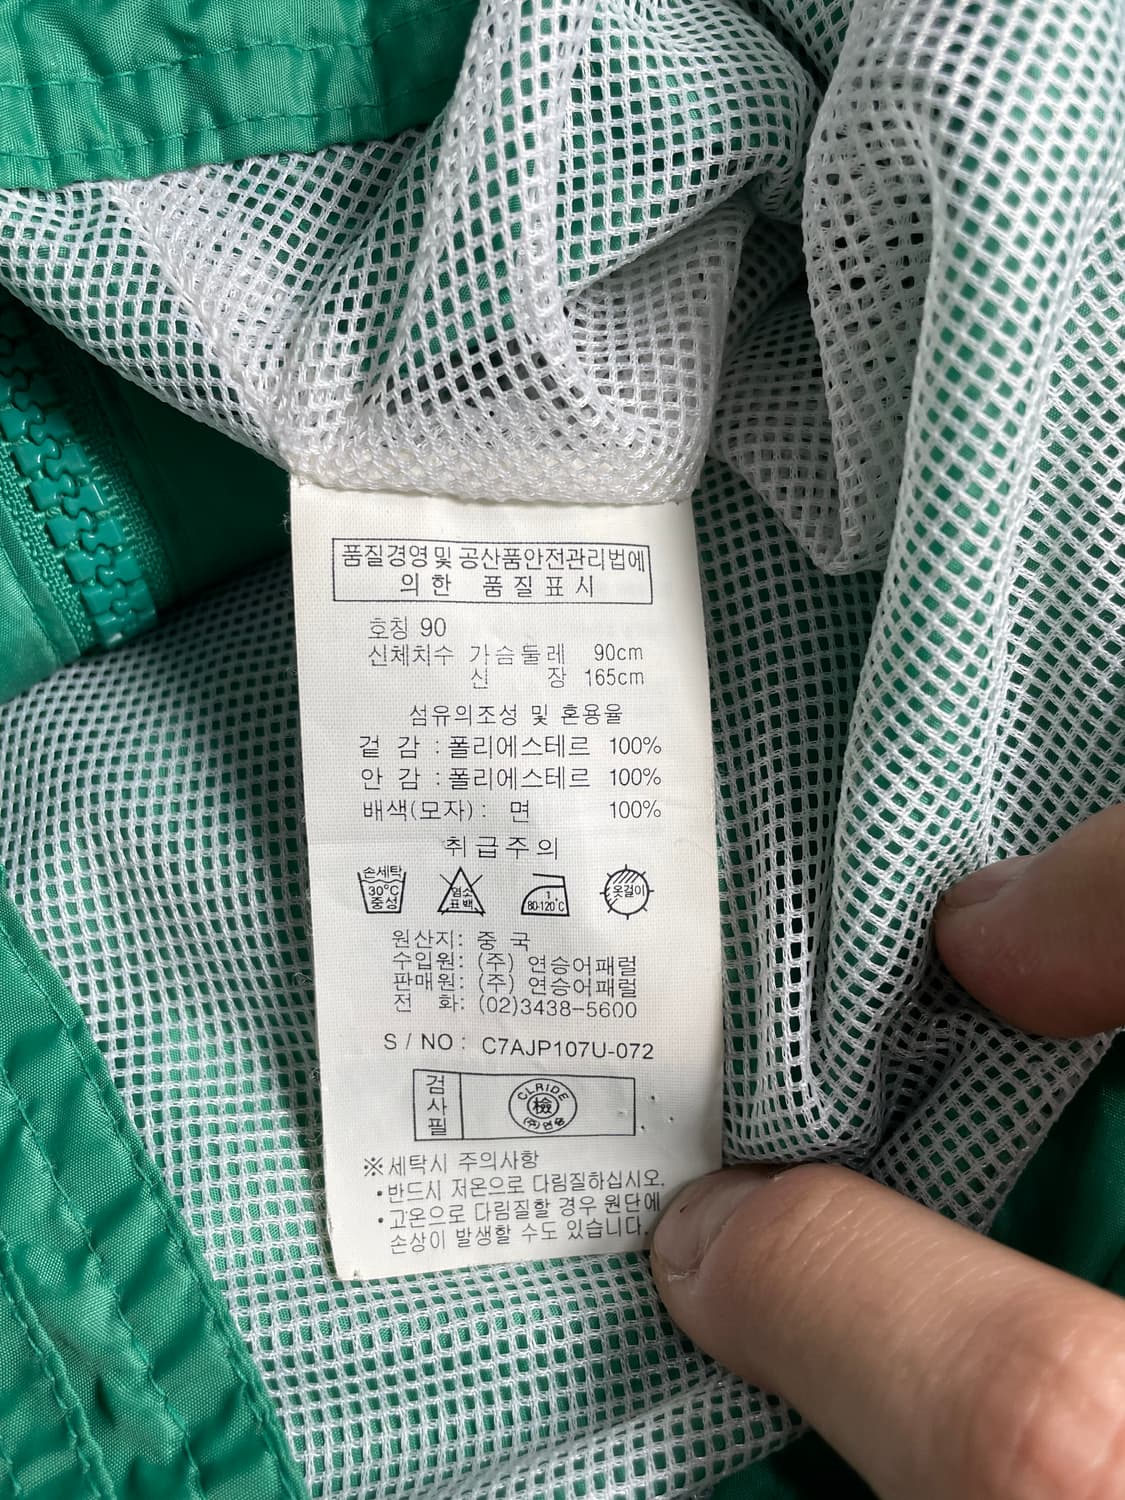 품질경영및 공산품안전관리법에
의한 품질표시
호칭 90
신체치수 가슴둘레 90cm
신 장 165cm
섬유의조성 및 혼용율
겉 감 : 폴리에스테르 100%
안 감 : 폴리에스테르 100%
배색(모자) : 면 100%
취급주의
손세탁 30°C 중성
염소 표백
1 80-120°C
옷걸이
원산지: 중국
수입원: (주) 연승어패럴
판매원: (주) 연승어패럴
전 화: (02)3438-5600
S / NO : C7AJP107U-072
검사필
CLRIDE
檢
(주)연승
※세탁시 주의사항
·반드시 저온으로 다림질하십시오.
·고온으로 다림질할 경우 원단에
손상이 발생할 수도 있습니다.